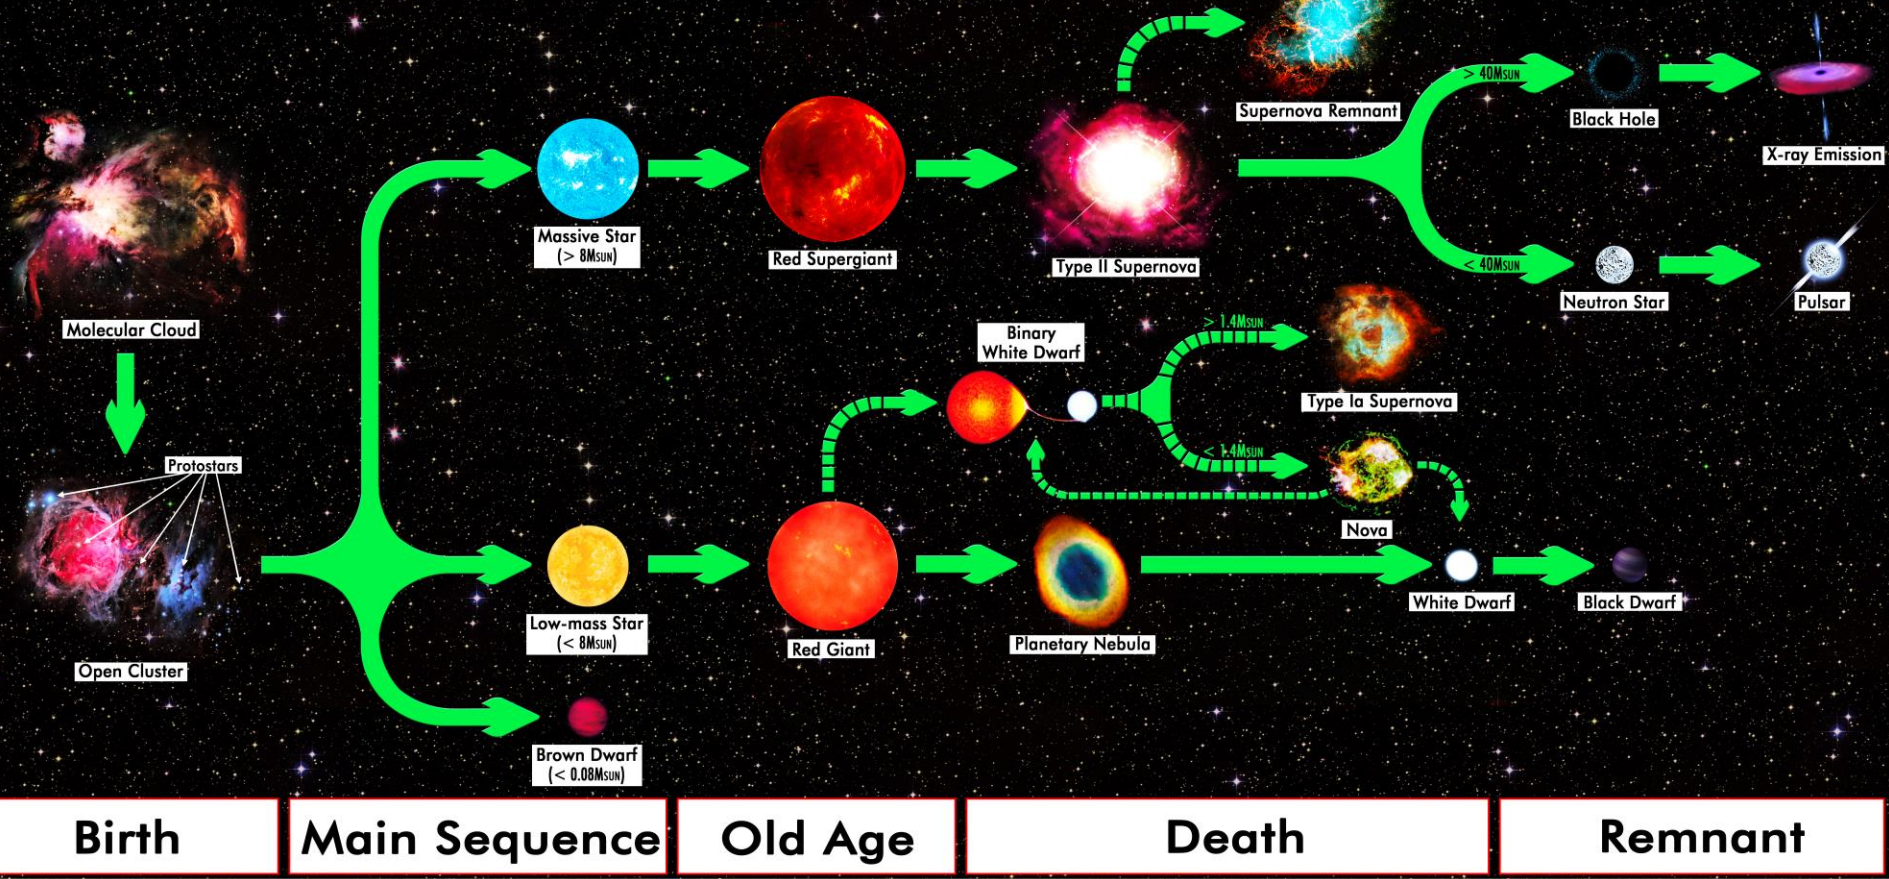 > 40MSUN
Supernova Remnant
Black Hole
X-ray Emission
Massive Star
(> 8MSUN)
Red Supergiant
Type II Supernova
< 40MSUN
Neutron Star
Pulsar
Molecular Cloud
Binary
White Dwarf
> 1.4MSUN
Type Ia Supernova
Protostars
< 1.4MSUN
Nova
Open Cluster
Low-mass Star
(< 8MSUN)
Red Giant
Planetary Nebula
White Dwarf
Black Dwarf
Brown Dwarf
(< 0.08MSUN)
Birth
Main Sequence
Old Age
Death
Remnant